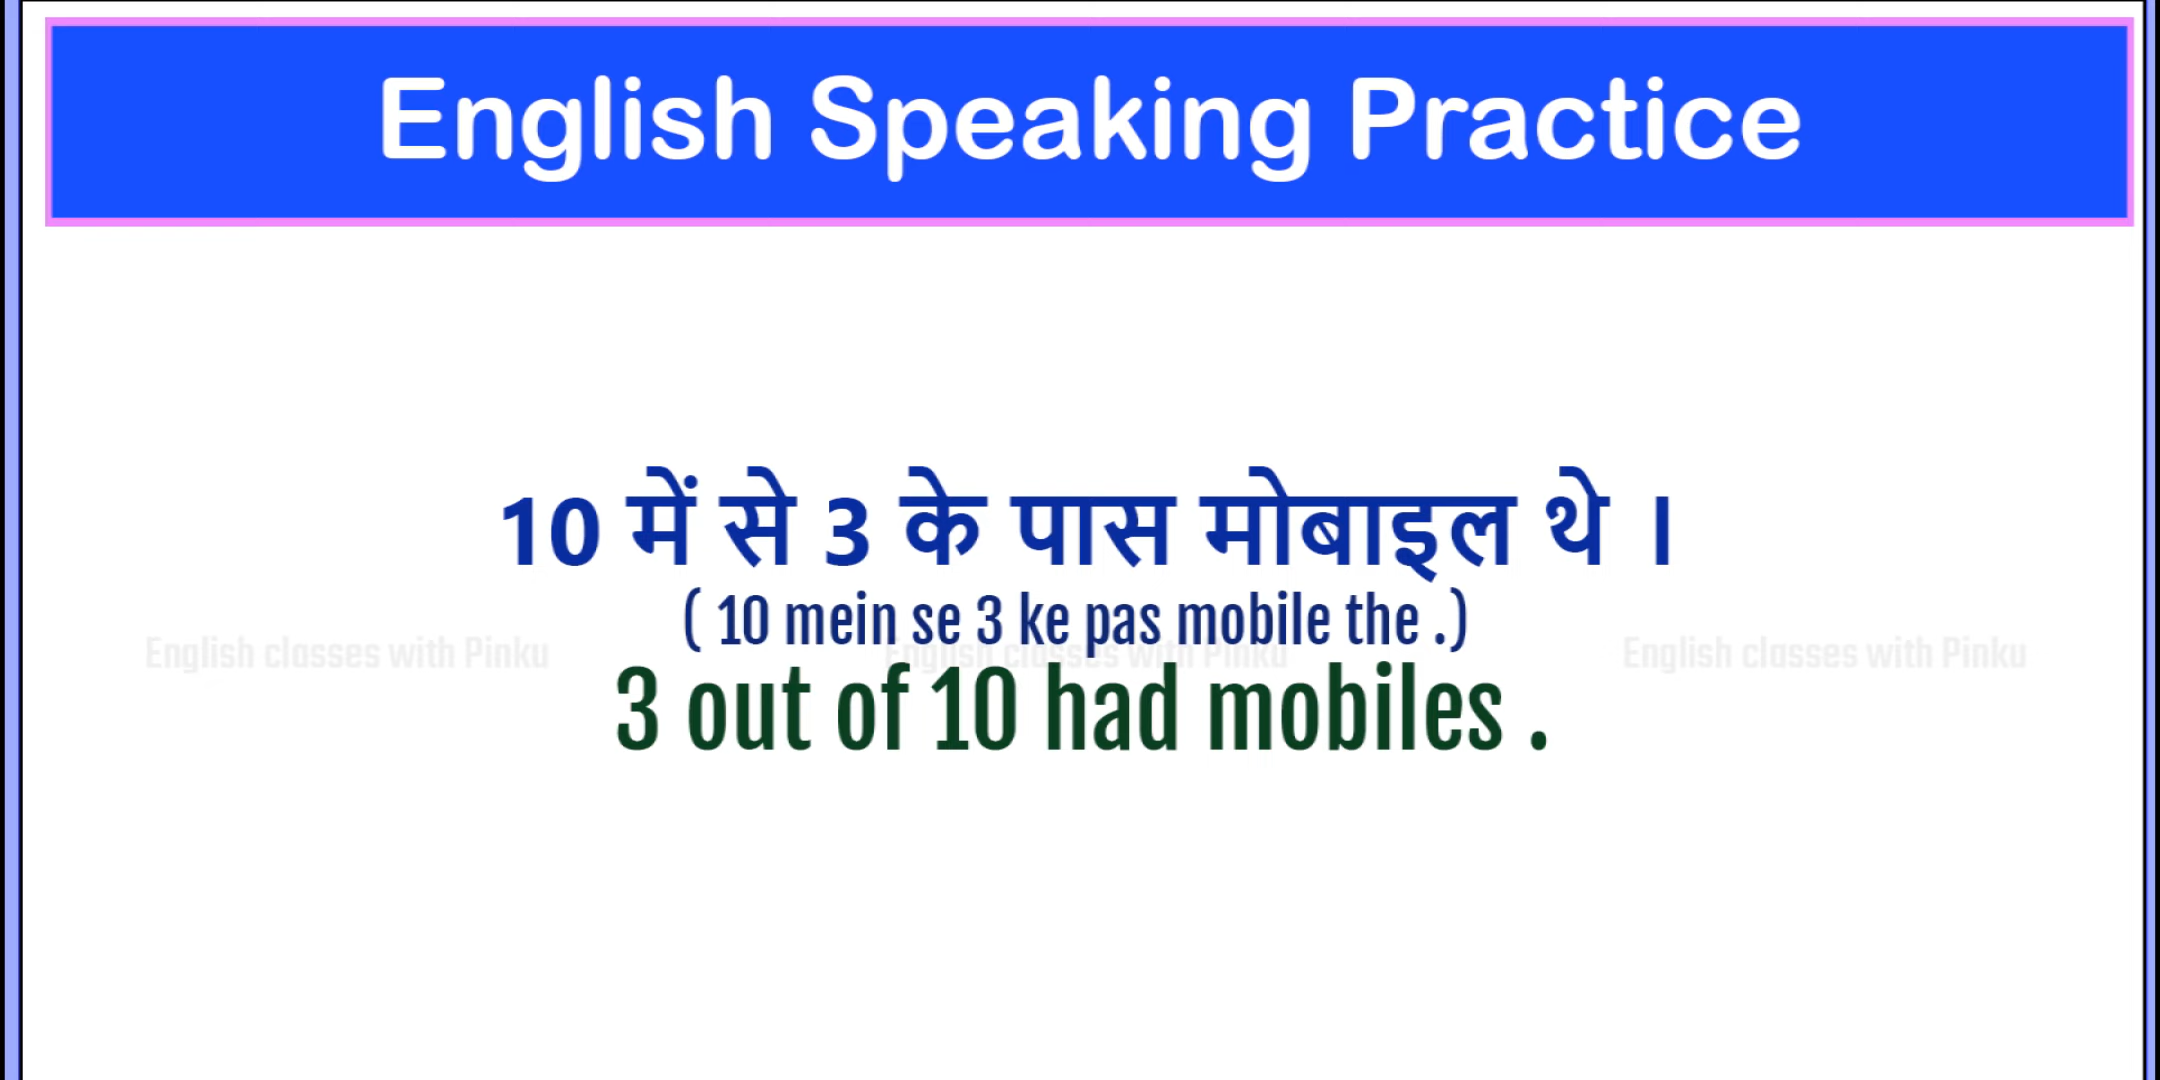 English Speaking Practice
10 में से 3 के पास मोबाइल थे ।
( 10 mein se 3 ke pas mobile the .)
English classes with Pinku English classes with Pinku English classes with Pinku
3 out of 10 had mobiles .